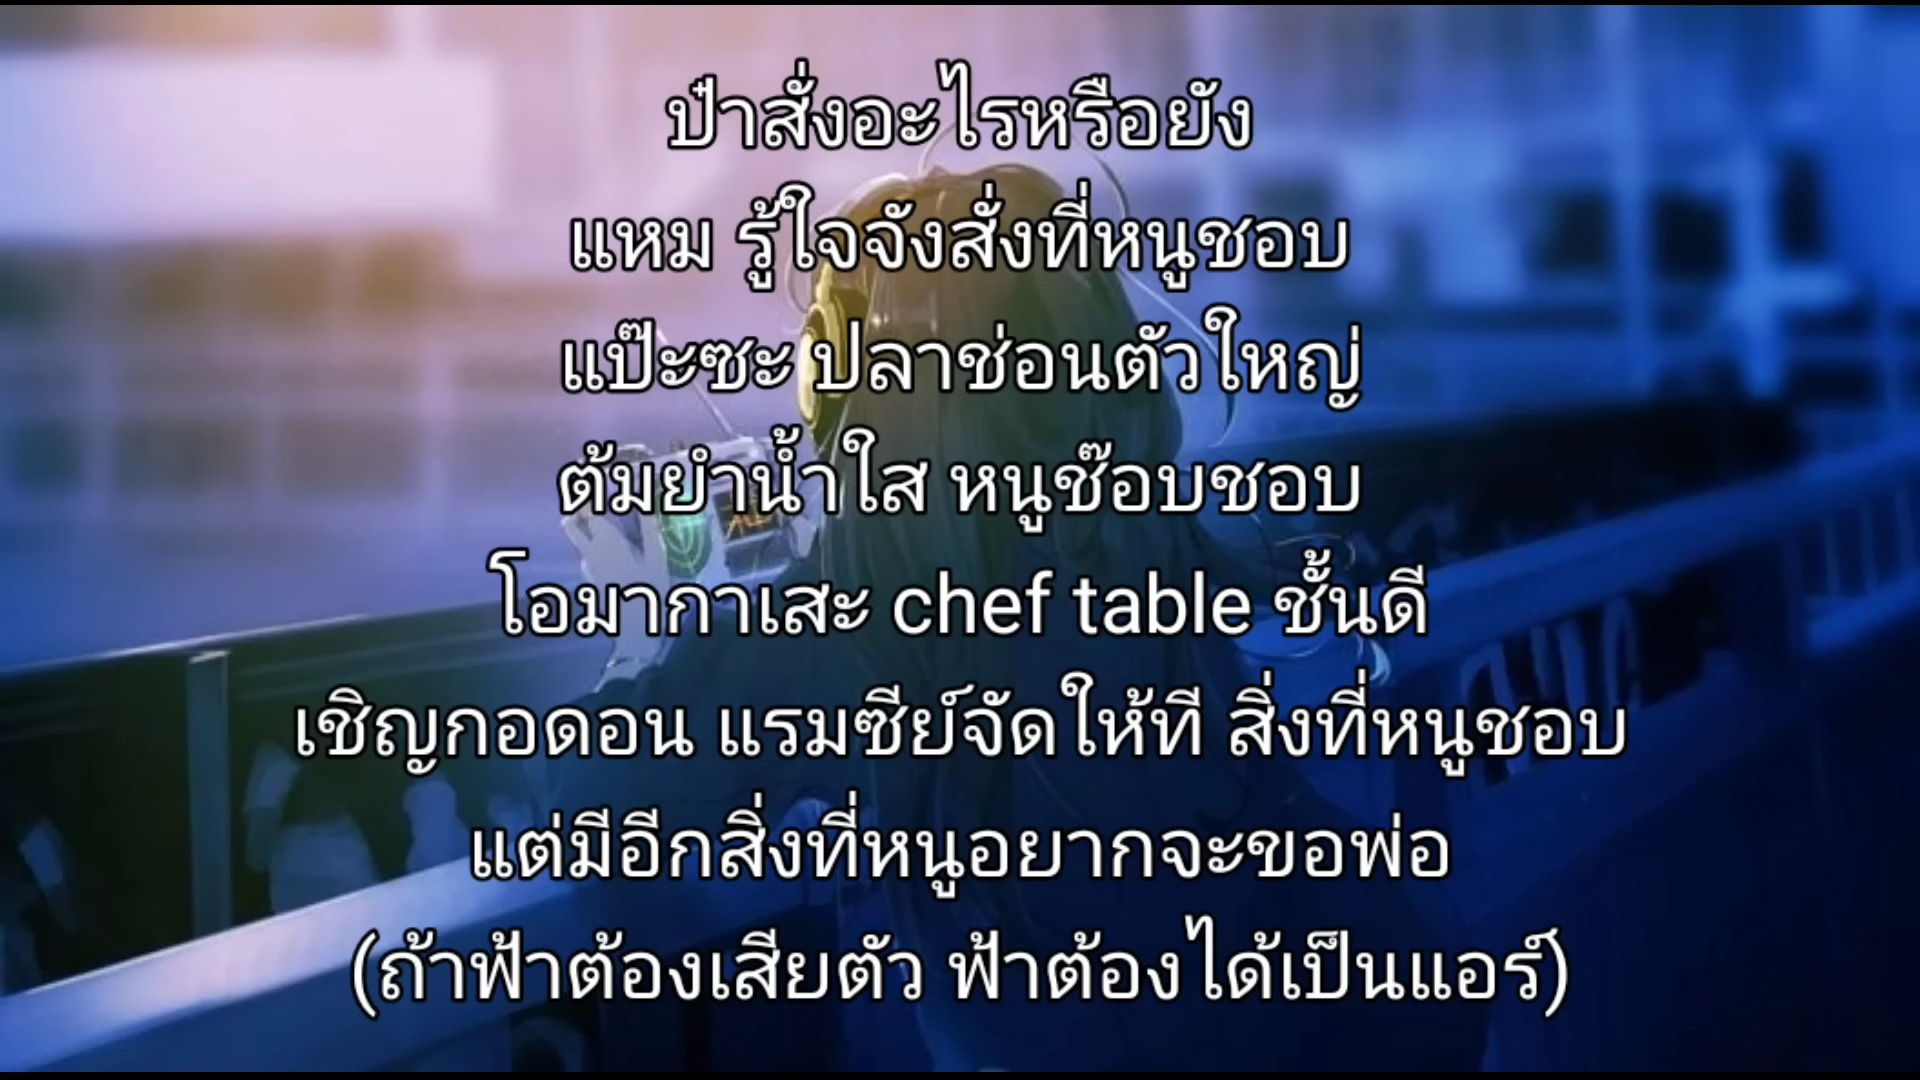 ป๋าสั่งอะไรหรือยัง
แหม รู้ใจจังสั่งที่หนูชอบ
แป๊ะซะ ปลาช่อนตัวใหญ่
ต้มยำน้ำใส หนูช๊อบชอบ
โอมากาเสะ chef table ชั้นดี
เชิญกอดอน แรมซีย์จัดให้ที สิ่งที่หนูชอบ
แต่มีอีกสิ่งที่หนูอยากจะขอพ่อ
(ถ้าฟ้าต้องเสียตัว ฟ้าต้องได้เป็นแอร์)